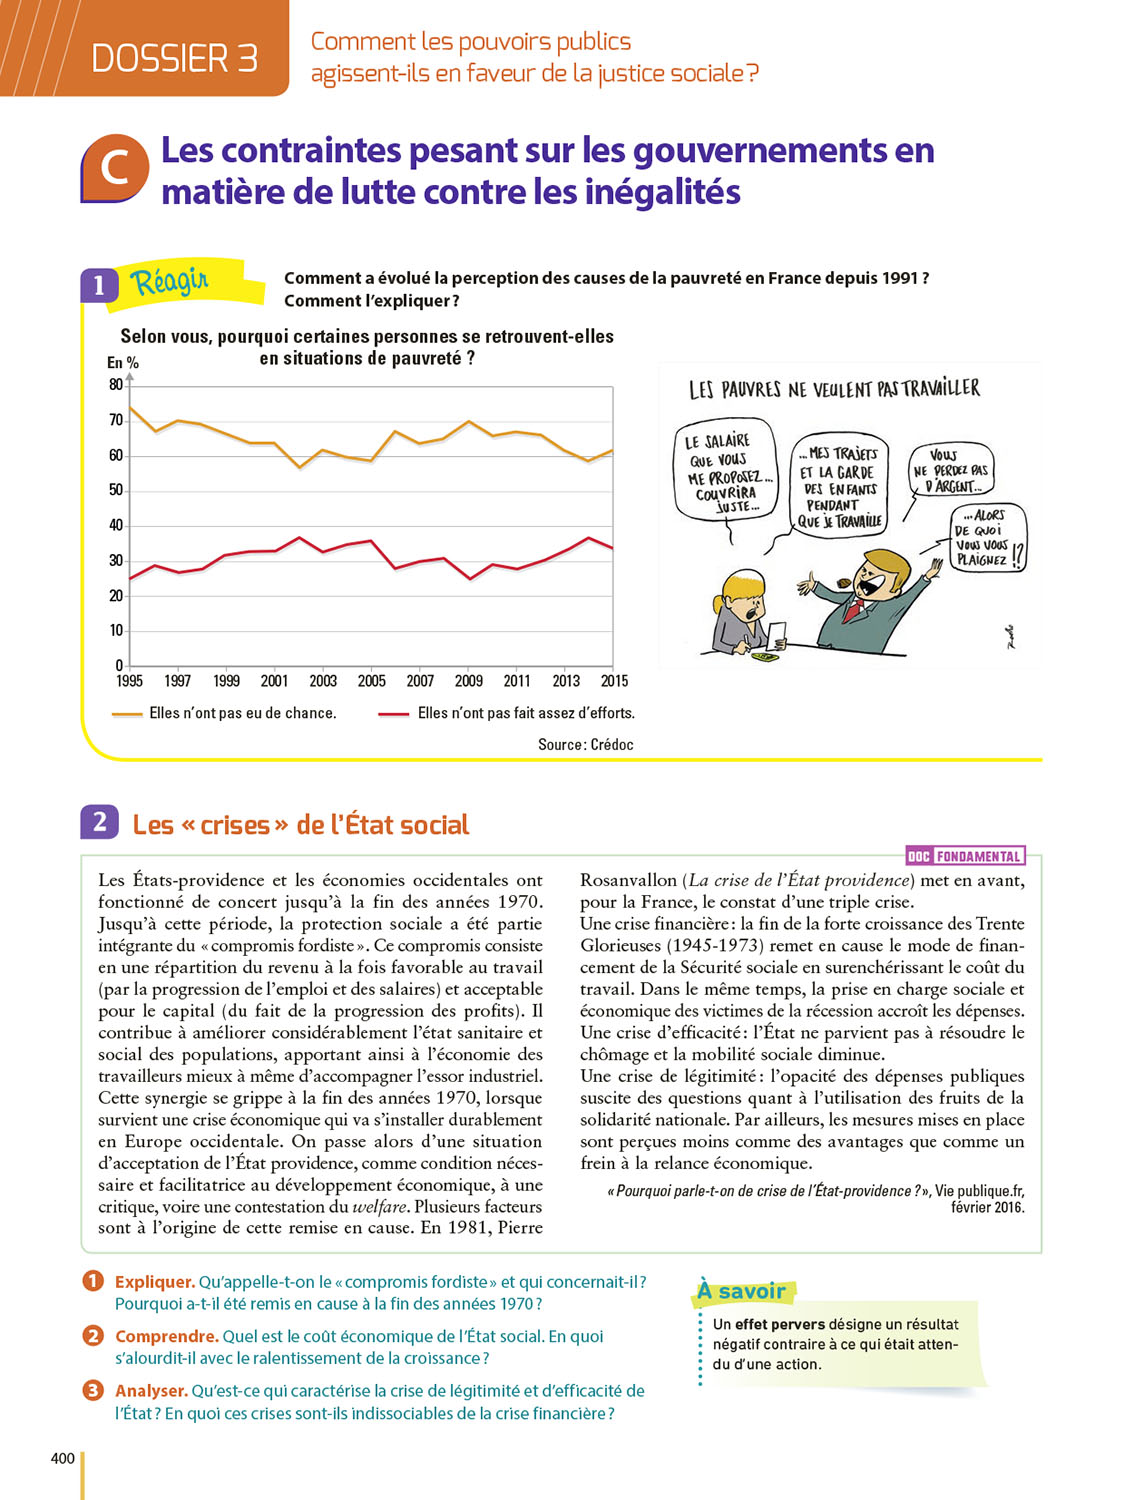 DOSSIER 3
Comment les pouvoirs publics
agissent-ils en faveur de la justice sociale ?
C
Les contraintes pesant sur les gouvernements en
matière de lutte contre les inégalités
1 Réagir
Comment a évolué la perception des causes de la pauvreté en France depuis 1991 ?
Comment l'expliquer ?
Selon vous, pourquoi certaines personnes se retrouvent-elles
en situations de pauvreté ?
En %
80
70
60
50
40
30
20
10
0
1995 1997 1999 2001 2003 2005 2007 2009 2011 2013 2015
Elles n'ont pas eu de chance.
Elles n'ont pas fait assez d'efforts.
Source : Crédoc
LES PAUVRES NE VEULENT PAS TRAVAILLER
LE SALAIRE
QUE VOUS
ME PROPOSEZ...
COUVRIRA
JUSTE...
...MES TRAJETS
ET LA GARDE
DES ENFANTS
PENDANT
QUE JE TRAVAILLE
VOUS
NE PERDEZ PAS
D'ARGENT...
...ALORS
DE QUOI
VOUS VOUS
PLAIGNEZ !?
2 Les « crises » de l'État social
DOC FONDAMENTAL
Les États-providence et les économies occidentales ont
fonctionné de concert jusqu'à la fin des années 1970.
Jusqu'à cette période, la protection sociale a été partie
intégrante du « compromis fordiste ». Ce compromis consiste
en une répartition du revenu à la fois favorable au travail
(par la progression de l'emploi et des salaires) et acceptable
pour le capital (du fait de la progression des profits). Il
contribue à améliorer considérablement l'état sanitaire et
social des populations, apportant ainsi à l'économie des
travailleurs mieux à même d'accompagner l'essor industriel.
Cette synergie se grippe à la fin des années 1970, lorsque
survient une crise économique qui va s'installer durablement
en Europe occidentale. On passe alors d'une situation
d'acceptation de l'État providence, comme condition néces-
saire et facilitatrice au développement économique, à une
critique, voire une contestation du welfare. Plusieurs facteurs
sont à l'origine de cette remise en cause. En 1981, Pierre
Rosanvallon (La crise de l'État providence) met en avant,
pour la France, le constat d'une triple crise.
Une crise financière : la fin de la forte croissance des Trente
Glorieuses (1945-1973) remet en cause le mode de finan-
cement de la Sécurité sociale en surenchérissant le coût du
travail. Dans le même temps, la prise en charge sociale et
économique des victimes de la récession accroît les dépenses.
Une crise d'efficacité : l'État ne parvient pas à résoudre le
chômage et la mobilité sociale diminue.
Une crise de légitimité : l'opacité des dépenses publiques
suscite des questions quant à l'utilisation des fruits de la
solidarité nationale. Par ailleurs, les mesures mises en place
sont perçues moins comme des avantages que comme un
frein à la relance économique.
« Pourquoi parle-t-on de crise de l'État-providence ? », Vie publique.fr,
février 2016.
1 Expliquer. Qu'appelle-t-on le « compromis fordiste » et qui concernait-il ?
Pourquoi a-t-il été remis en cause à la fin des années 1970 ?
2 Comprendre. Quel est le coût économique de l'État social. En quoi
s'alourdit-il avec le ralentissement de la croissance ?
3 Analyser. Qu'est-ce qui caractérise la crise de légitimité et d'efficacité de
l'État ? En quoi ces crises sont-ils indissociables de la crise financière ?
À savoir
Un effet pervers désigne un résultat
négatif contraire à ce qui était atten-
du d'une action.
400